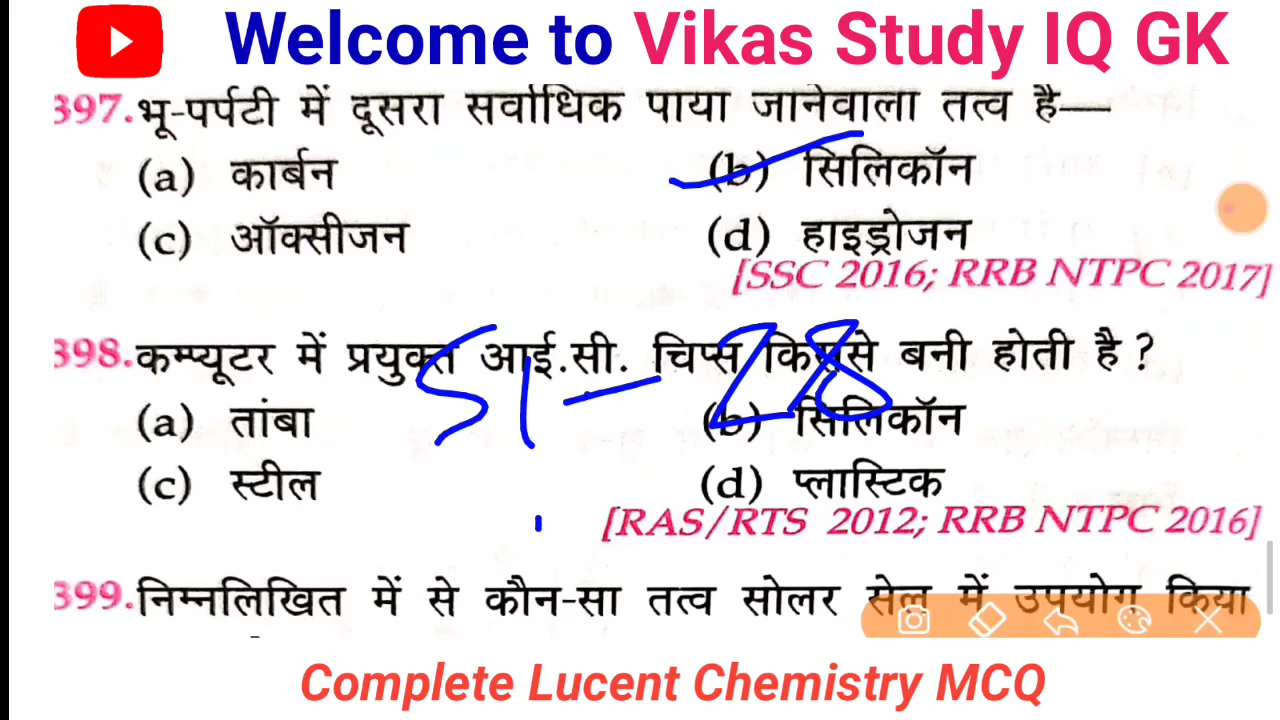 Welcome to Vikas Study IQ GK
397. भू-पर्पटी में दूसरा सर्वाधिक पाया जानेवाला तत्व है—
(a) कार्बन (b) सिलिकॉन
(c) ऑक्सीजन (d) हाइड्रोजन
[SSC 2016; RRB NTPC 2017]
398. कम्प्यूटर में प्रयुक्त आई.सी. चिप्स किससे बनी होती है ?
SI – 28
(a) तांबा (b) सिलिकॉन
(c) स्टील (d) प्लास्टिक
[RAS/RTS 2012; RRB NTPC 2016]
399. निम्नलिखित में से कौन-सा तत्व सोलर सेल में उपयोग किया
Complete Lucent Chemistry MCQ